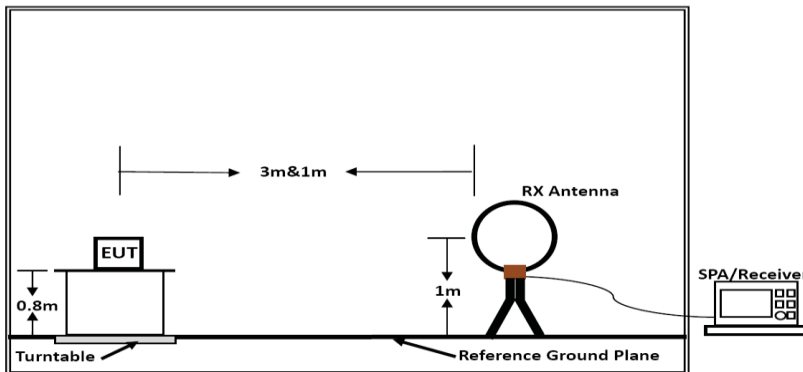 3m&1m
RX Antenna
EUT
SPA/Receiver
0.8m
1m
Turntable
Reference Ground Plane